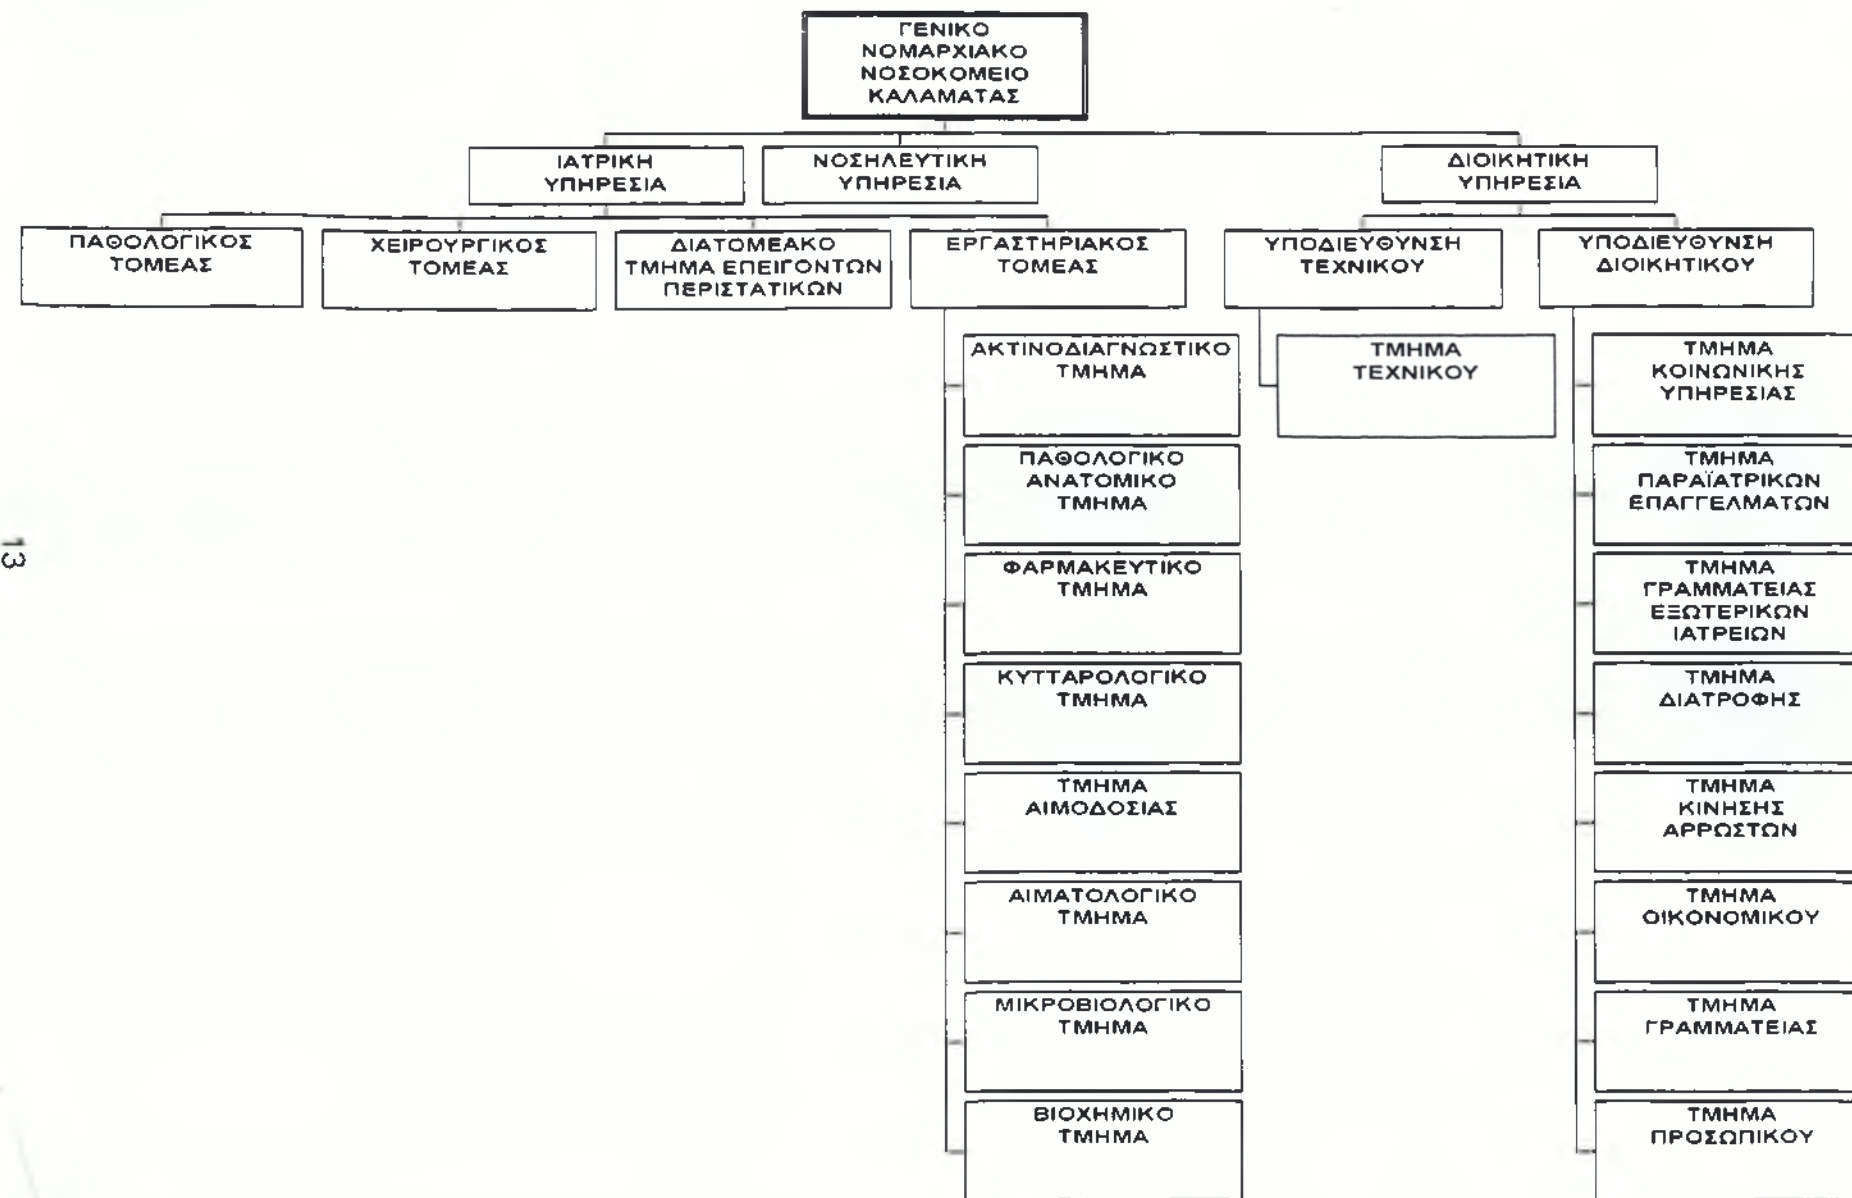 ΓΕΝΙΚΟ
ΝΟΜΑΡΧΙΑΚΟ
ΝΟΣΟΚΟΜΕΙΟ
ΚΑΛΑΜΑΤΑΣ
ΙΑΤΡΙΚΗ
ΥΠΗΡΕΣΙΑ
ΝΟΣΗΛΕΥΤΙΚΗ
ΥΠΗΡΕΣΙΑ
ΔΙΟΙΚΗΤΙΚΗ
ΥΠΗΡΕΣΙΑ
ΠΑΘΟΛΟΓΙΚΟΣ
ΤΟΜΕΑΣ
ΧΕΙΡΟΥΡΓΙΚΟΣ
ΤΟΜΕΑΣ
ΔΙΑΤΟΜΕΑΚΟ
ΤΜΗΜΑ ΕΠΕΙΓΟΝΤΩΝ
ΠΕΡΙΣΤΑΤΙΚΩΝ
ΕΡΓΑΣΤΗΡΙΑΚΟΣ
ΤΟΜΕΑΣ
ΥΠΟΔΙΕΥΘΥΝΣΗ
ΤΕΧΝΙΚΟΥ
ΥΠΟΔΙΕΥΘΥΝΣΗ
ΔΙΟΙΚΗΤΙΚΟΥ
ΑΚΤΙΝΟΔΙΑΓΝΩΣΤΙΚΟ
ΤΜΗΜΑ
ΠΑΘΟΛΟΓΙΚΟ
ΑΝΑΤΟΜΙΚΟ
ΤΜΗΜΑ
ΦΑΡΜΑΚΕΥΤΙΚΟ
ΤΜΗΜΑ
ΚΥΤΤΑΡΟΛΟΓΙΚΟ
ΤΜΗΜΑ
ΤΜΗΜΑ
ΑΙΜΟΔΟΣΙΑΣ
ΑΙΜΑΤΟΛΟΓΙΚΟ
ΤΜΗΜΑ
ΜΙΚΡΟΒΙΟΛΟΓΙΚΟ
ΤΜΗΜΑ
ΒΙΟΧΗΜΙΚΟ
ΤΜΗΜΑ
ΤΜΗΜΑ
ΤΕΧΝΙΚΟΥ
ΤΜΗΜΑ
ΚΟΙΝΩΝΙΚΗΣ
ΥΠΗΡΕΣΙΑΣ
ΤΜΗΜΑ
ΠΑΡΑΪΑΤΡΙΚΩΝ
ΕΠΑΓΓΕΛΜΑΤΩΝ
ΤΜΗΜΑ
ΓΡΑΜΜΑΤΕΙΑΣ
ΕΞΩΤΕΡΙΚΩΝ
ΙΑΤΡΕΙΩΝ
ΤΜΗΜΑ
ΔΙΑΤΡΟΦΗΣ
ΤΜΗΜΑ
ΚΙΝΗΣΗΣ
ΑΡΡΩΣΤΩΝ
ΤΜΗΜΑ
ΟΙΚΟΝΟΜΙΚΟΥ
ΤΜΗΜΑ
ΓΡΑΜΜΑΤΕΙΑΣ
ΤΜΗΜΑ
ΠΡΟΣΩΠΙΚΟΥ
13